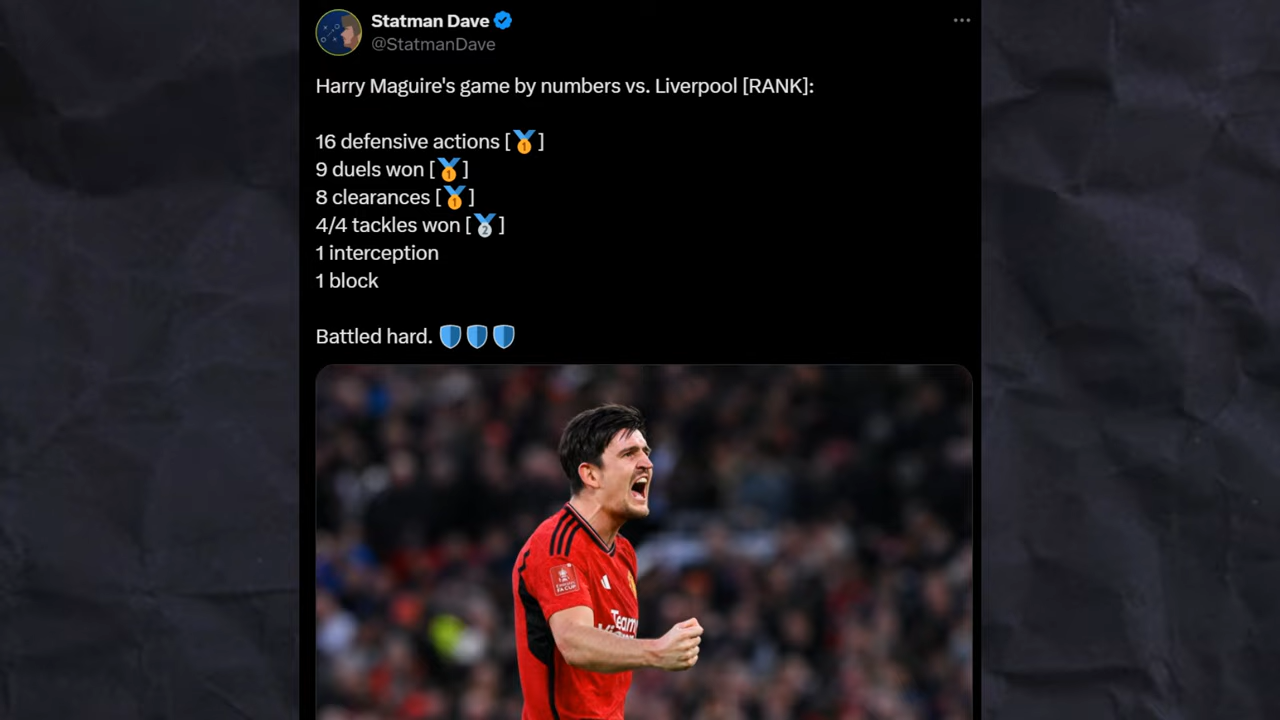 Statman Dave
@StatmanDave
Harry Maguire's game by numbers vs. Liverpool [RANK]:
16 defensive actions [🥇]
9 duels won [🥇]
8 clearances [🥇]
4/4 tackles won [🥈]
1 interception
1 block
Battled hard. 🛡️🛡️🛡️
Team